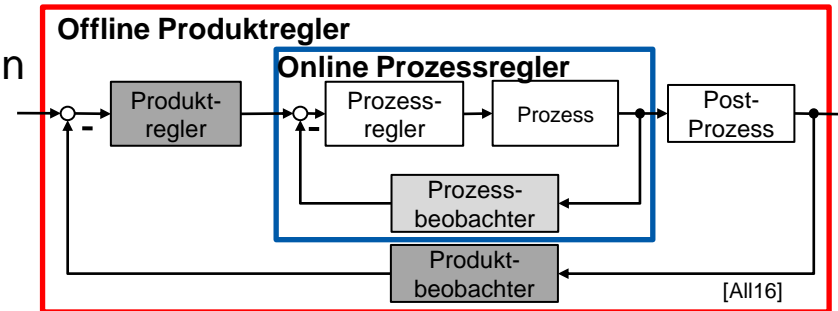 Offline Produktregler
n
Online Prozessregler
Produkt-
regler
-
Prozess-
regler
-
Prozess
Post-
Prozess
Prozess-
beobachter
Produkt-
beobachter
[All16]